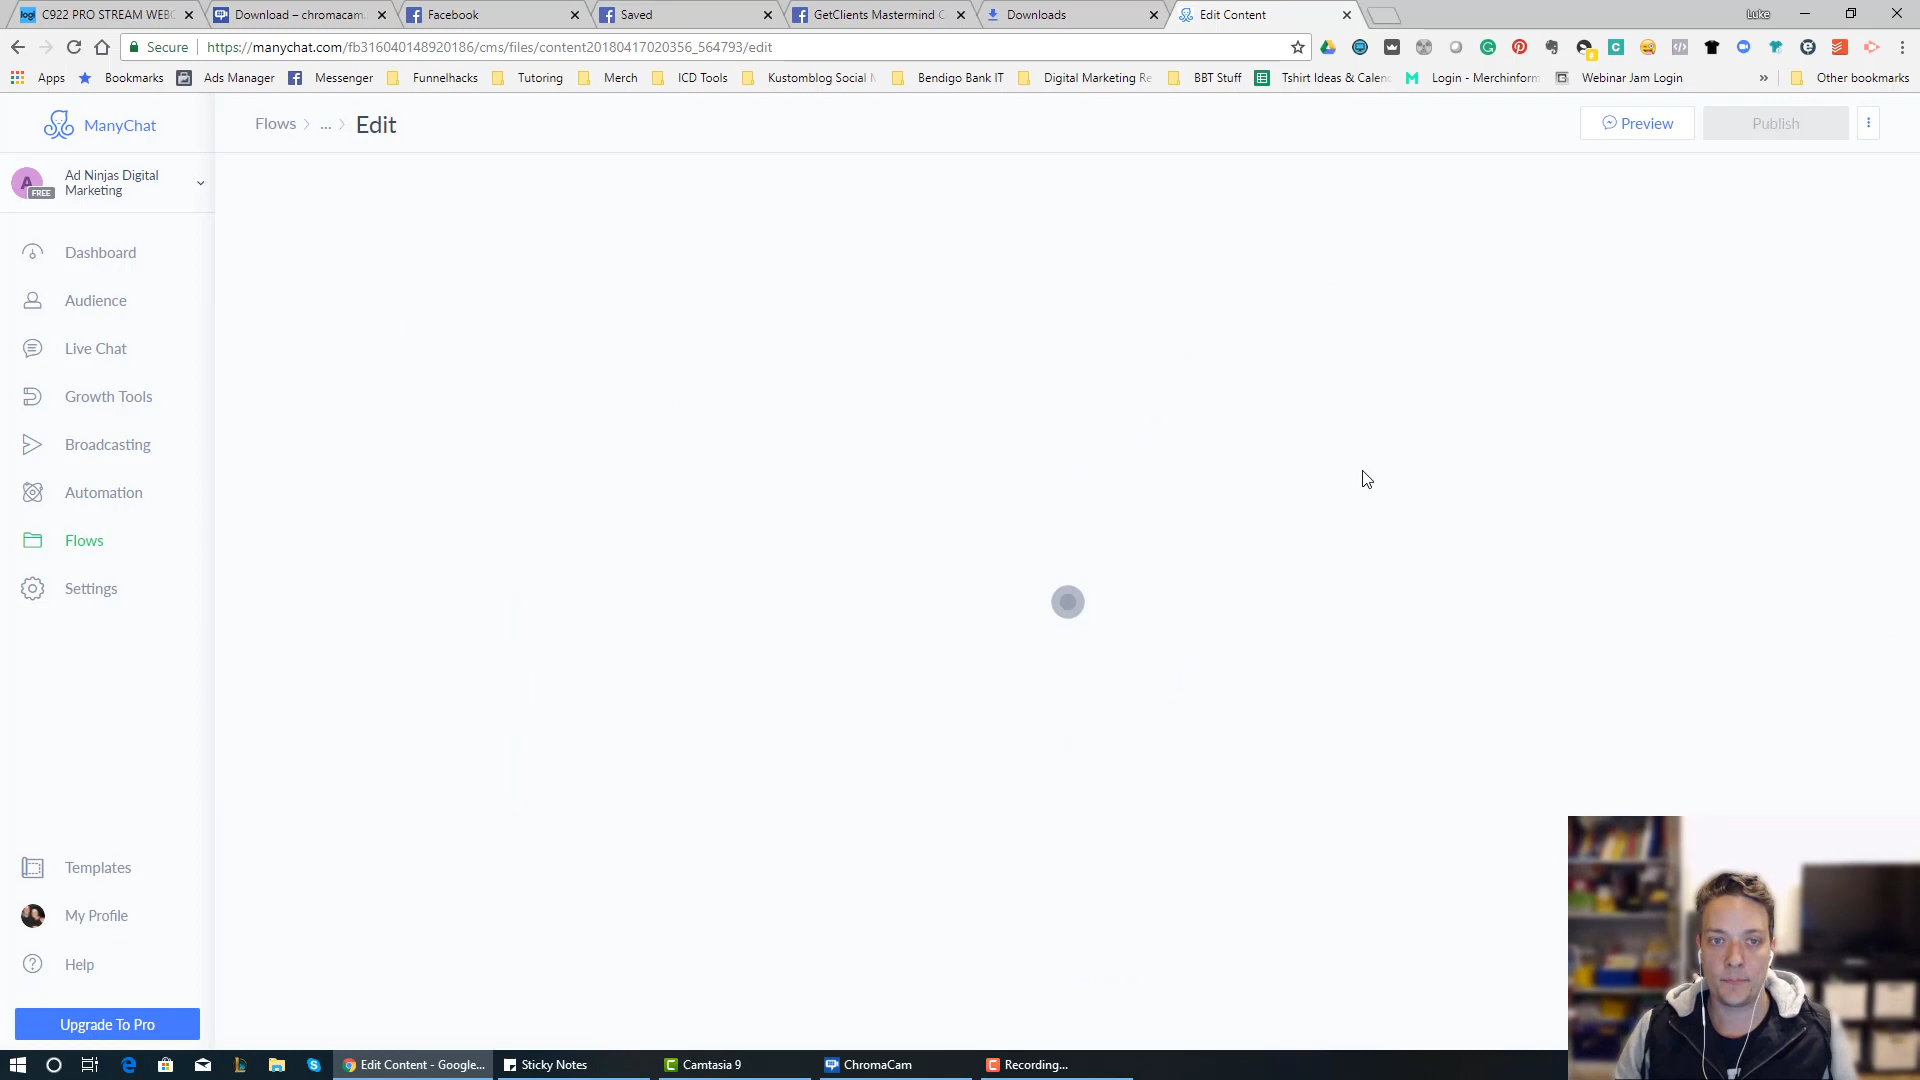 C922 PRO STREAM WEBC
Download – chromacam.
Facebook
Saved
GetClients Mastermind C
Downloads
Edit Content
Luke
Secure
https://manychat.com/fb316040148920186/cms/files/content20180417020356_564793/edit
Apps
Bookmarks
Ads Manager
Messenger
Funnelhacks
Tutoring
Merch
ICD Tools
Kustomblog Social
Bendigo Bank IT
Digital Marketing Re
BBT Stuff
Tshirt Ideas & Calen
Login - Merchinform
Webinar Jam Login
»
Other bookmarks
ManyChat
Flows > ... > Edit
Preview
Publish
A
FREE
Ad Ninjas Digital
Marketing
Dashboard
Audience
Live Chat
Growth Tools
Broadcasting
Automation
Flows
Settings
Templates
My Profile
Help
Upgrade To Pro
Edit Content - Google...
Sticky Notes
Camtasia 9
ChromaCam
Recording...